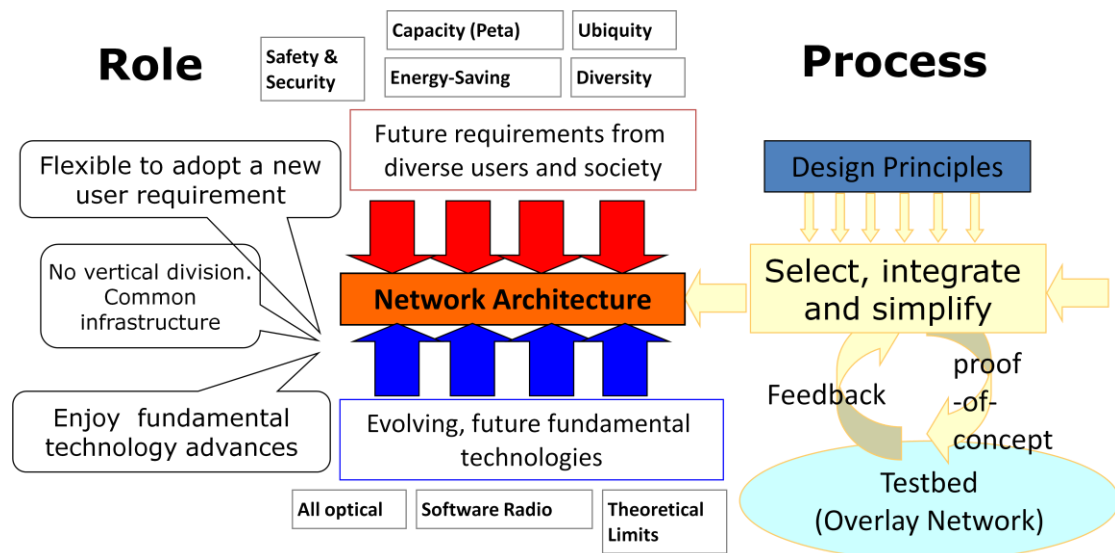 Role
Safety &
Security
Capacity (Peta)
Ubiquity
Energy-Saving
Diversity
Process
Future requirements from
diverse users and society
Flexible to adopt a new
user requirement
No vertical division.
Common
infrastructure
Enjoy fundamental
technology advances
Network Architecture
Evolving, future fundamental
technologies
All optical
Software Radio
Theoretical
Limits
Design Principles
Select, integrate
and simplify
Feedback
proof
-of-
concept
Testbed
(Overlay Network)